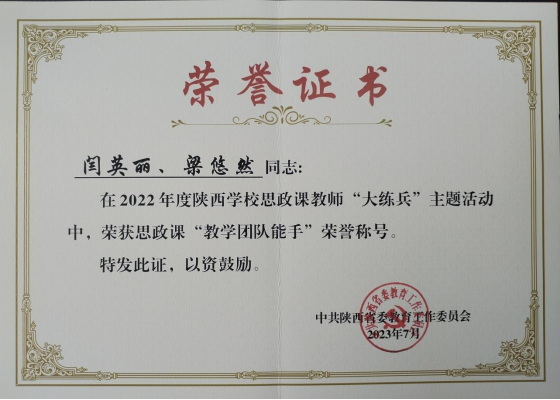 荣誉证书
闫英丽、梁悠然同志:
在2022年度陕西学校思政课教师“大练兵”主题活动
中，荣获思政课“教学团队能手”荣誉称号。
特发此证，以资鼓励。
中共陕西省委教育工作委员会
2023年7月